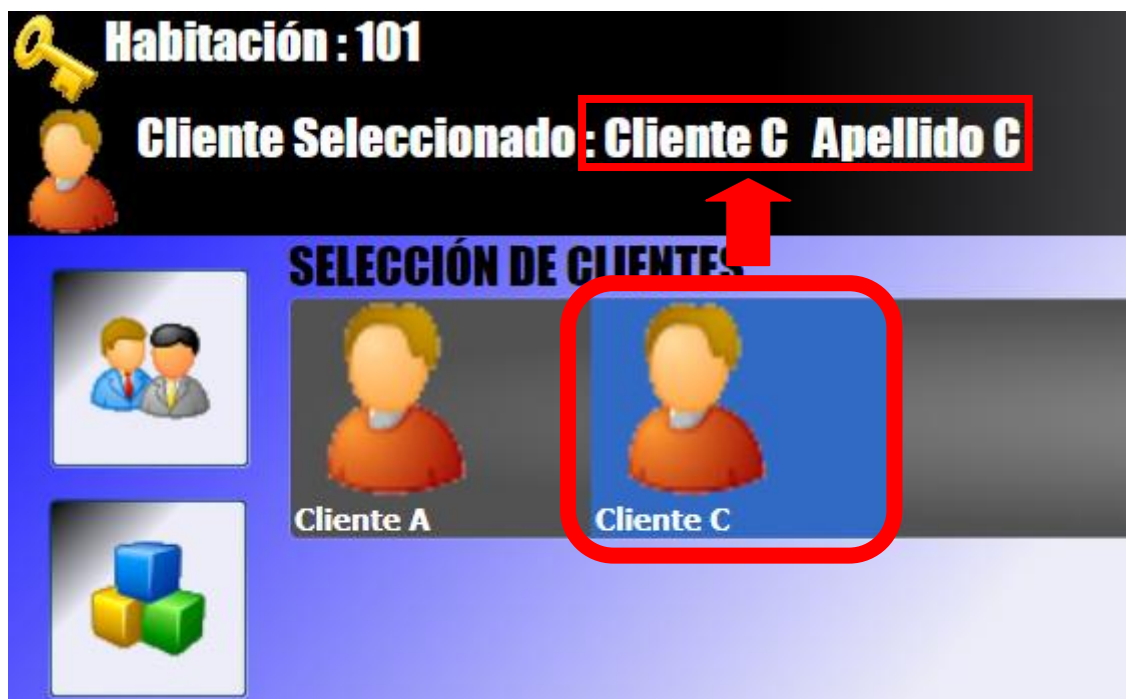 Habitación : 101
Cliente Seleccionado : Cliente C Apellido C
SELECCIÓN DE CLIENTES
Cliente A
Cliente C